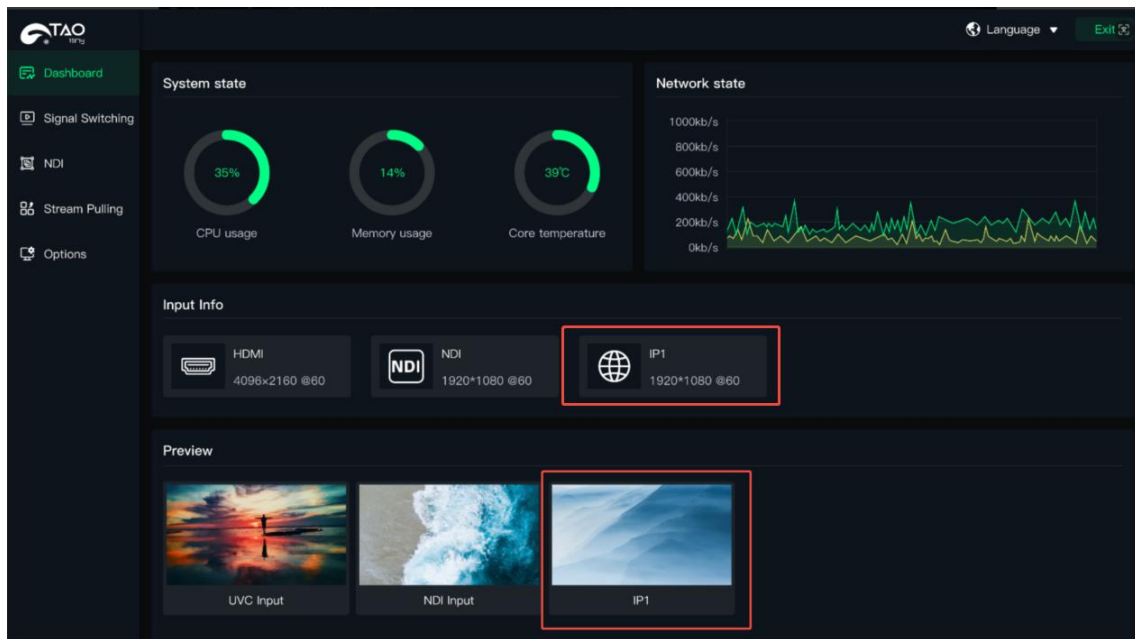 TAO
tiny
Language
Exit
Dashboard
Signal Switching
NDI
Stream Pulling
Options
System state
35%
14%
39℃
CPU usage
Memory usage
Core temperature
Network state
1000kb/s
800kb/s
600kb/s
400kb/s
200kb/s
0kb/s
Input Info
HDMI
4096×2160 @60
NDI
NDI
1920*1080 @60
IP1
1920*1080 @60
Preview
UVC Input
NDI Input
IP1